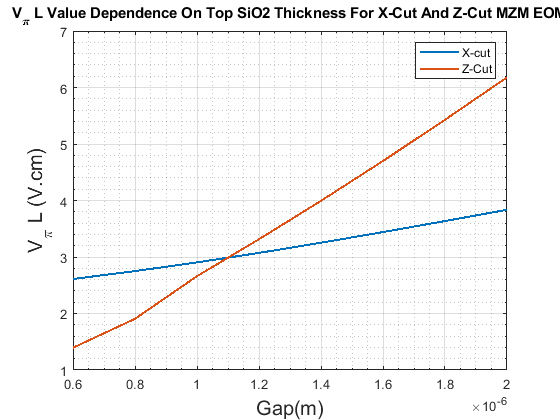 Vπ L Value Dependence On Top SiO2 Thickness For X-Cut And Z-Cut MZM EOM
X-cut
Z-Cut
7
6
5
4
3
2
1
Vπ L (V.cm)
0.6 0.8 1 1.2 1.4 1.6 1.8 2
×10-6
Gap(m)